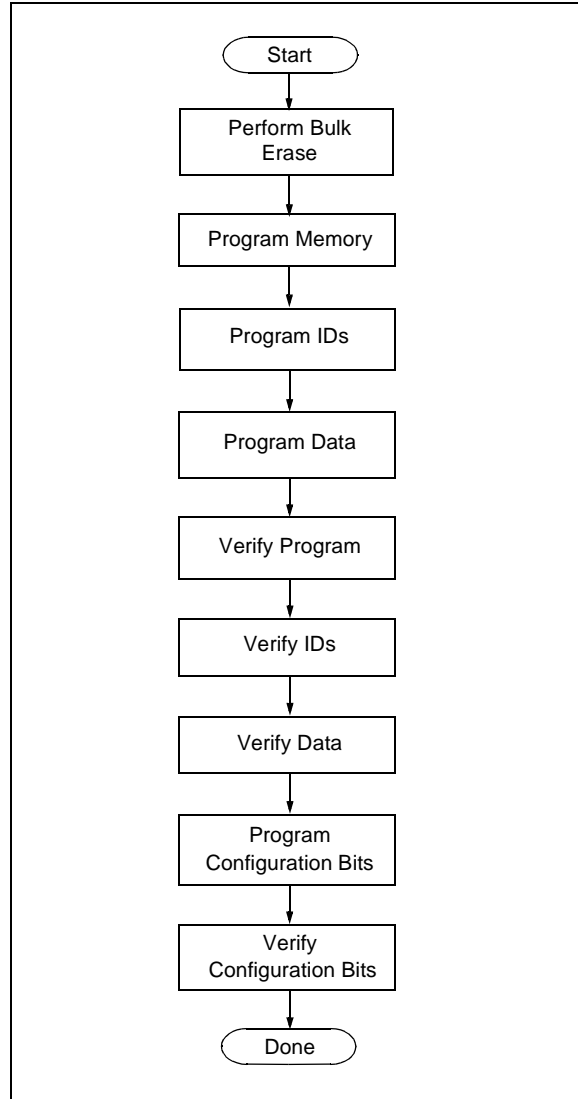 Start
Perform Bulk
Erase
Program Memory
Program IDs
Program Data
Verify Program
Verify IDs
Verify Data
Program
Configuration Bits
Verify
Configuration Bits
Done